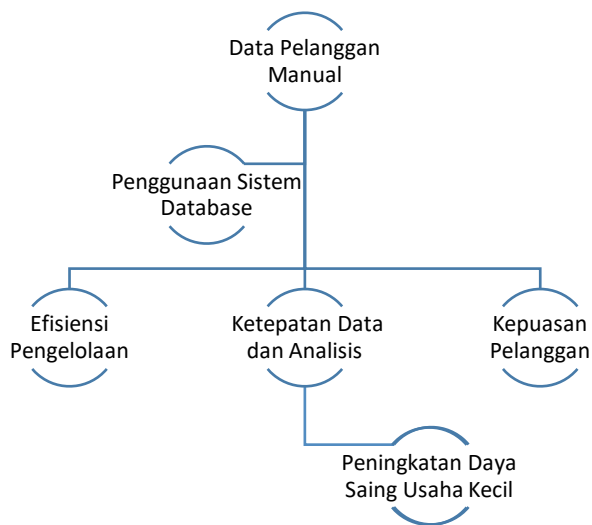 Data Pelanggan
Manual
Penggunaan Sistem
Database
Efisiensi
Pengelolaan
Ketepatan Data
dan Analisis
Kepuasan
Pelanggan
Peningkatan Daya
Saing Usaha Kecil